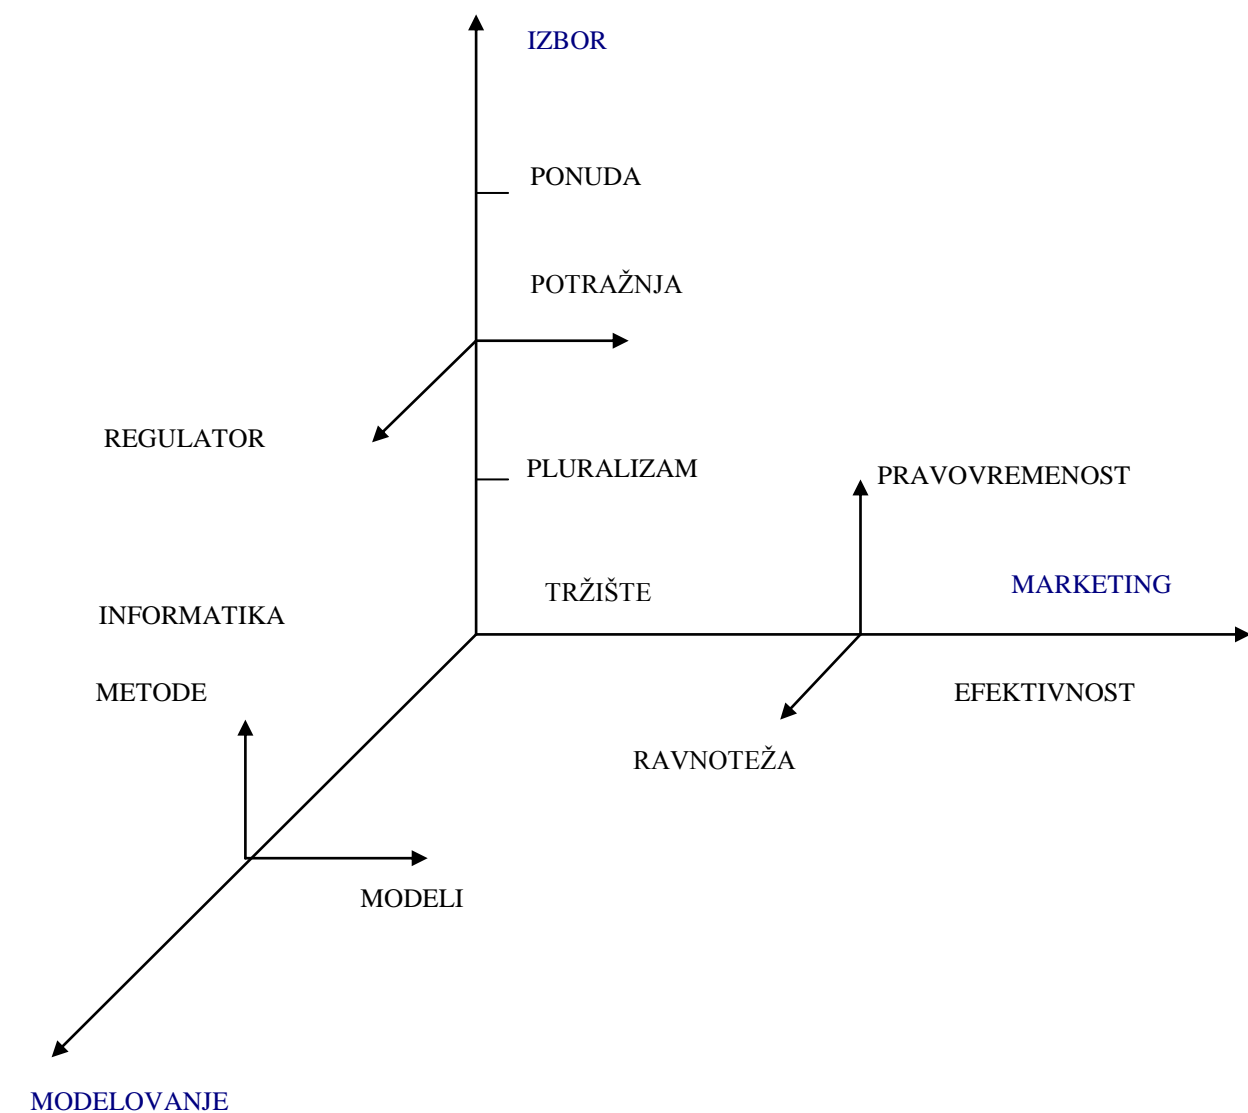 IZBOR
PONUDA
POTRAŽNJA
REGULATOR
PLURALIZAM
PRAVOVREMENOST
TRŽIŠTE
MARKETING
INFORMATIKA
METODE
EFEKTIVNOST
RAVNOTEŽA
MODELI
MODELOVANJE